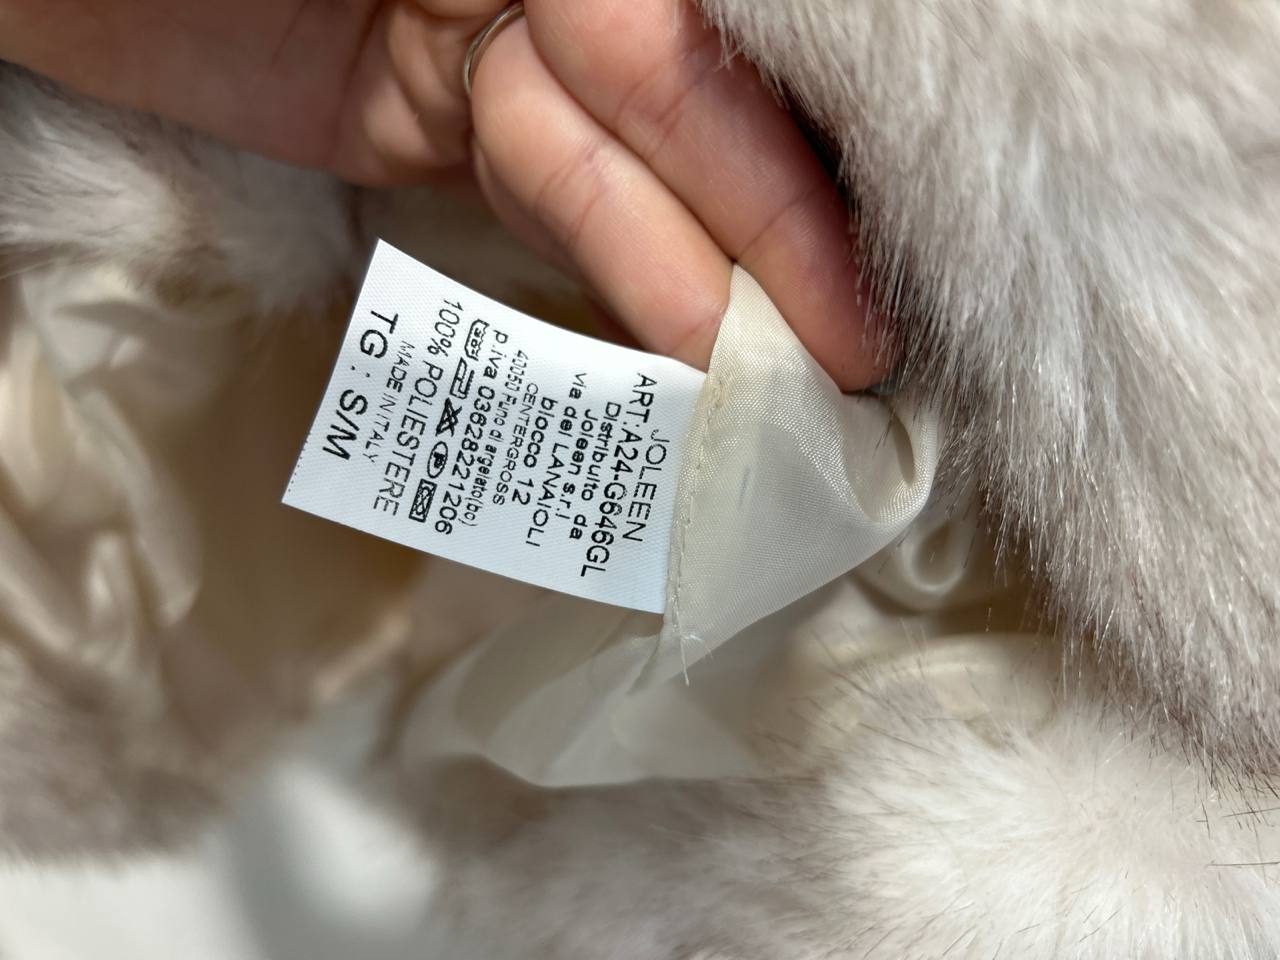 JOLEEN
ART.A24-G646GL
Distribuito da
Joleen s.r.l
via dei LANAIOLI
blocco 12
CENTERGROSS
40050 Funo di argelato(bo)
p.iva 03628221206
100% POLIESTERE
MADE IN ITALY
TG: S/M